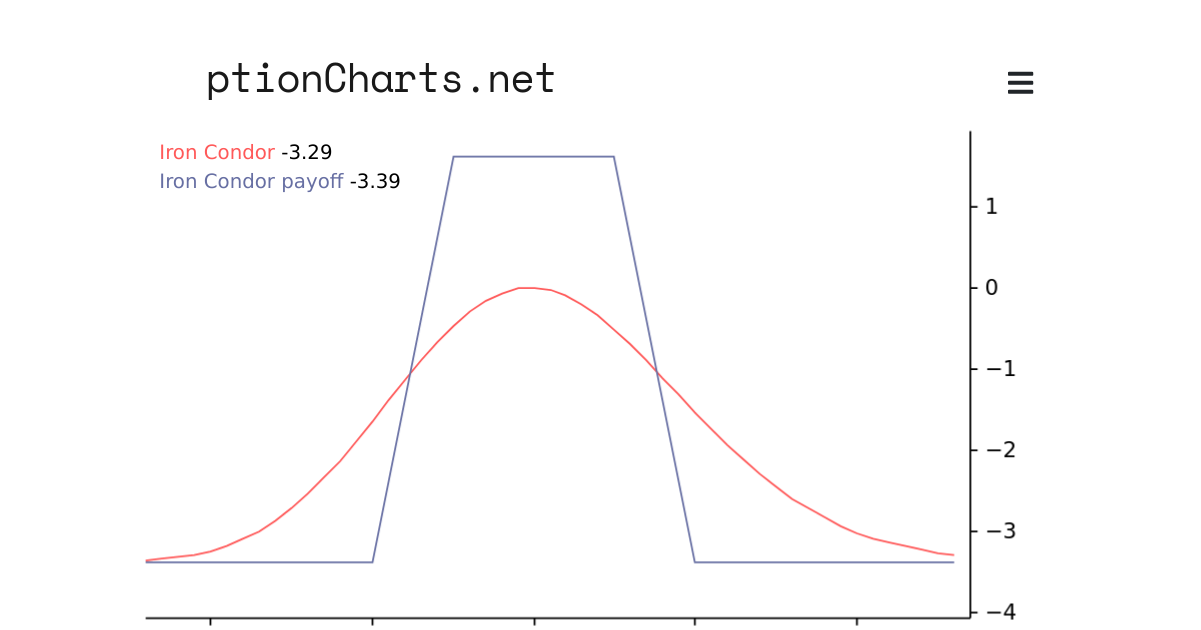 ptionCharts.net
Iron Condor -3.29
Iron Condor payoff -3.39
1
0
−1
−2
−3
−4